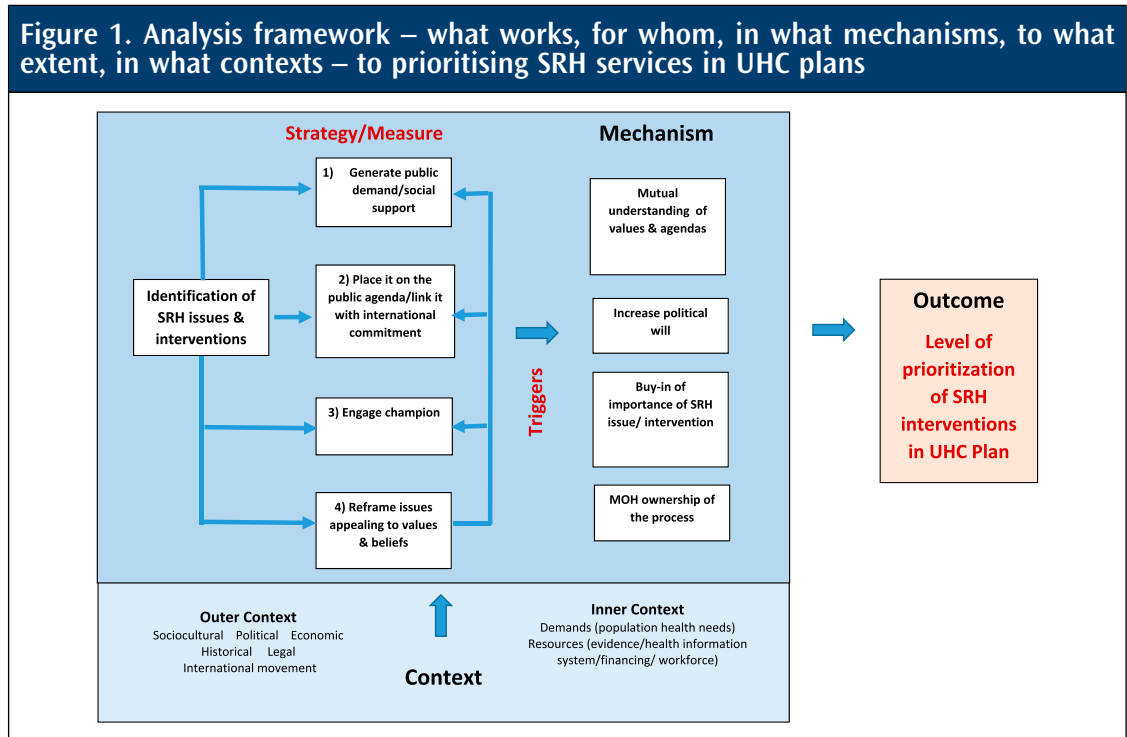 Figure 1. Analysis framework – what works, for whom, in what mechanisms, to what
extent, in what contexts – to prioritising SRH services in UHC plans
Strategy/Measure
Mechanism
Identification of
SRH issues &
interventions
1) Generate public
demand/social
support
2) Place it on the
public agenda/link it
with international
commitment
3) Engage champion
4) Reframe issues
appealing to values
& beliefs
Triggers
Mutual
understanding of
values & agendas
Increase political
will
Buy-in of
importance of SRH
issue/ intervention
MOH ownership of
the process
Outcome
Level of
prioritization
of SRH
interventions
in UHC Plan
Outer Context
Sociocultural Political Economic
Historical Legal
International movement
Inner Context
Demands (population health needs)
Resources (evidence/health information
system/financing/ workforce)
Context